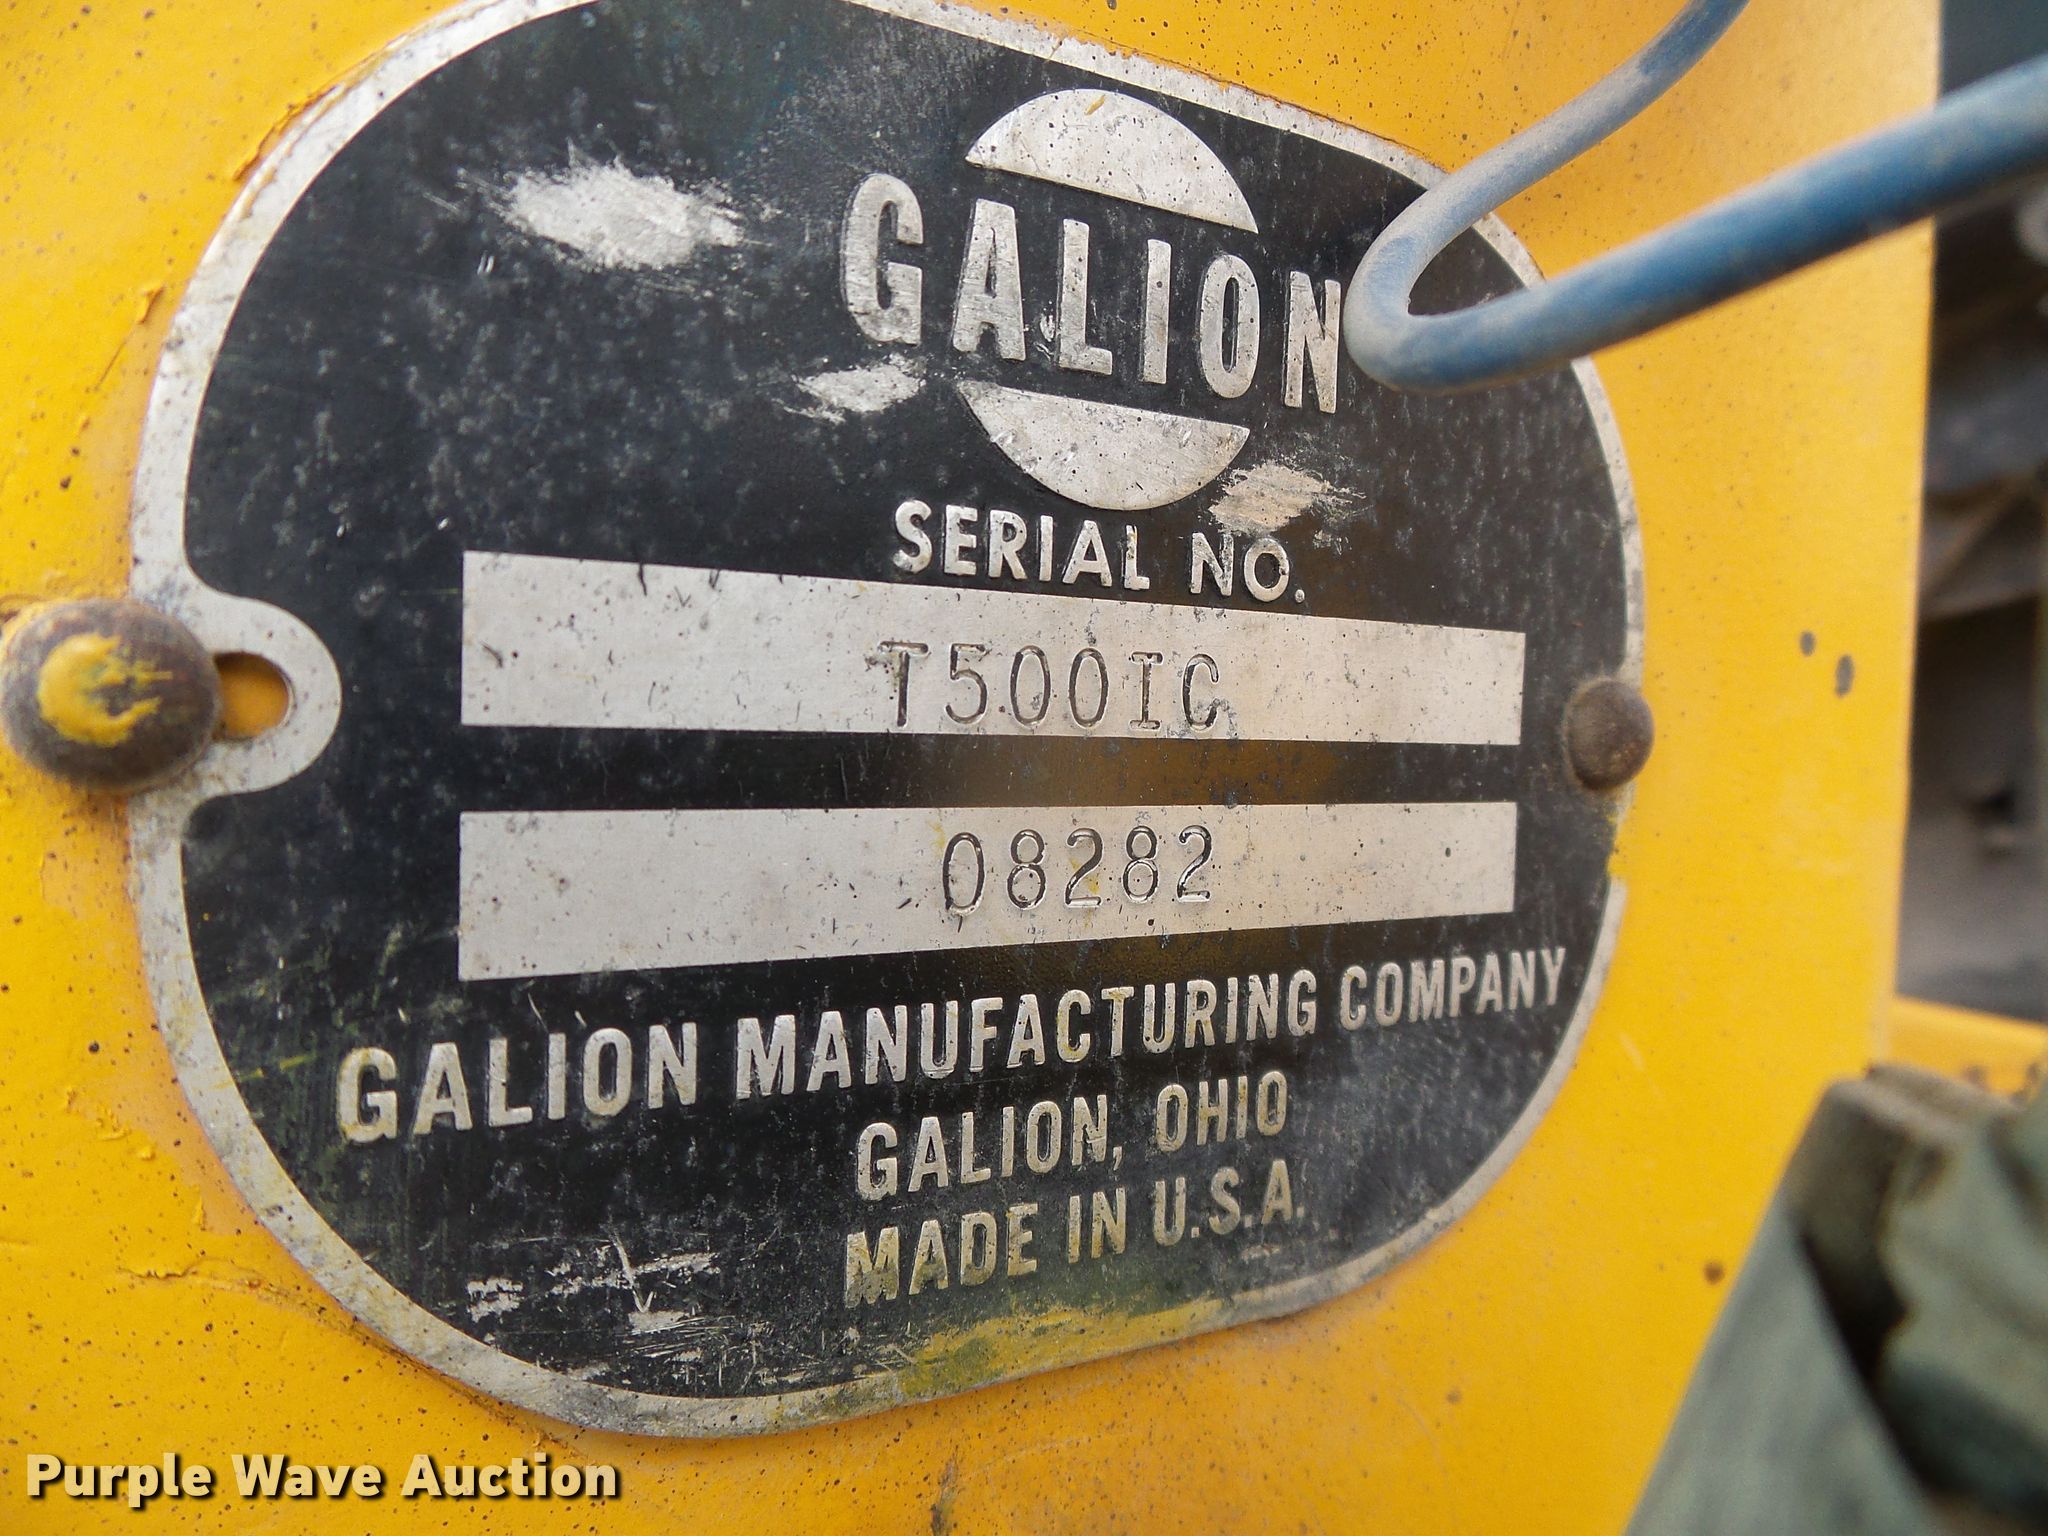 GALION
SERIAL NO.
T500IC
08282
GALION MANUFACTURING COMPANY
GALION, OHIO
MADE IN U.S.A.
Purple Wave Auction